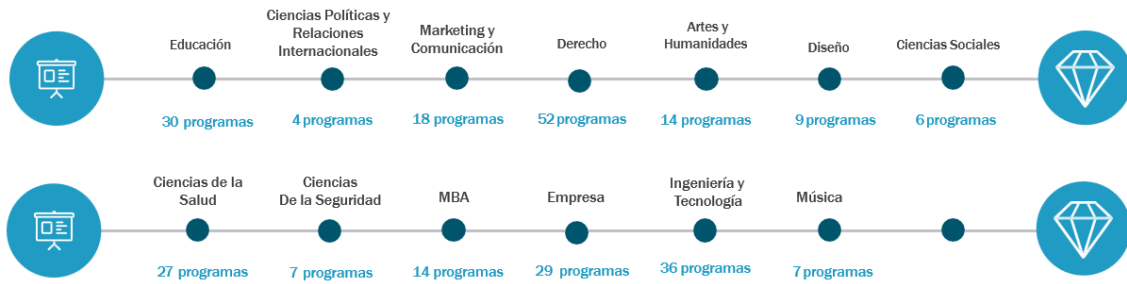 Educación
Ciencias Políticas y
Relaciones
Internacionales
Marketing y
Comunicación
Derecho
Artes y
Humanidades
Diseño
Ciencias Sociales
30 programas
4 programas
18 programas
52 programas
14 programas
9 programas
6 programas
Ciencias de la
Salud
Ciencias
De la Seguridad
MBA
Empresa
Ingeniería y
Tecnología
Música
27 programas
7 programas
14 programas
29 programas
36 programas
7 programas